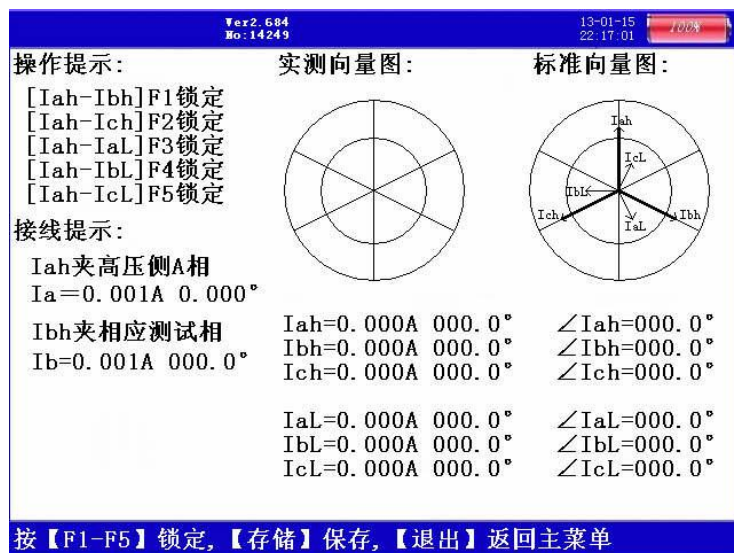 Ver2.684
No:14249
13-01-15
22:17:01
100%
操作提示:
[Iah-Ibh]F1锁定
[Iah-Ich]F2锁定
[Iah-IaL]F3锁定
[Iah-IbL]F4锁定
[Iah-IcL]F5锁定
接线提示:
Iah夹高压侧A相
Ia=0.001A 0.000°
Ibh夹相应测试相
Ib=0.001A 000.0°
实测向量图:
Iah=0.000A 000.0°
Ibh=0.000A 000.0°
Ich=0.000A 000.0°
IaL=0.000A 000.0°
IbL=0.000A 000.0°
IcL=0.000A 000.0°
标准向量图:
Iah
IcL
IbL
Ich
IaL
Ibh
∠Iah=000.0°
∠Ibh=000.0°
∠Ich=000.0°
∠IaL=000.0°
∠IbL=000.0°
∠IcL=000.0°
按【F1-F5】锁定,【存储】保存,【退出】返回主菜单